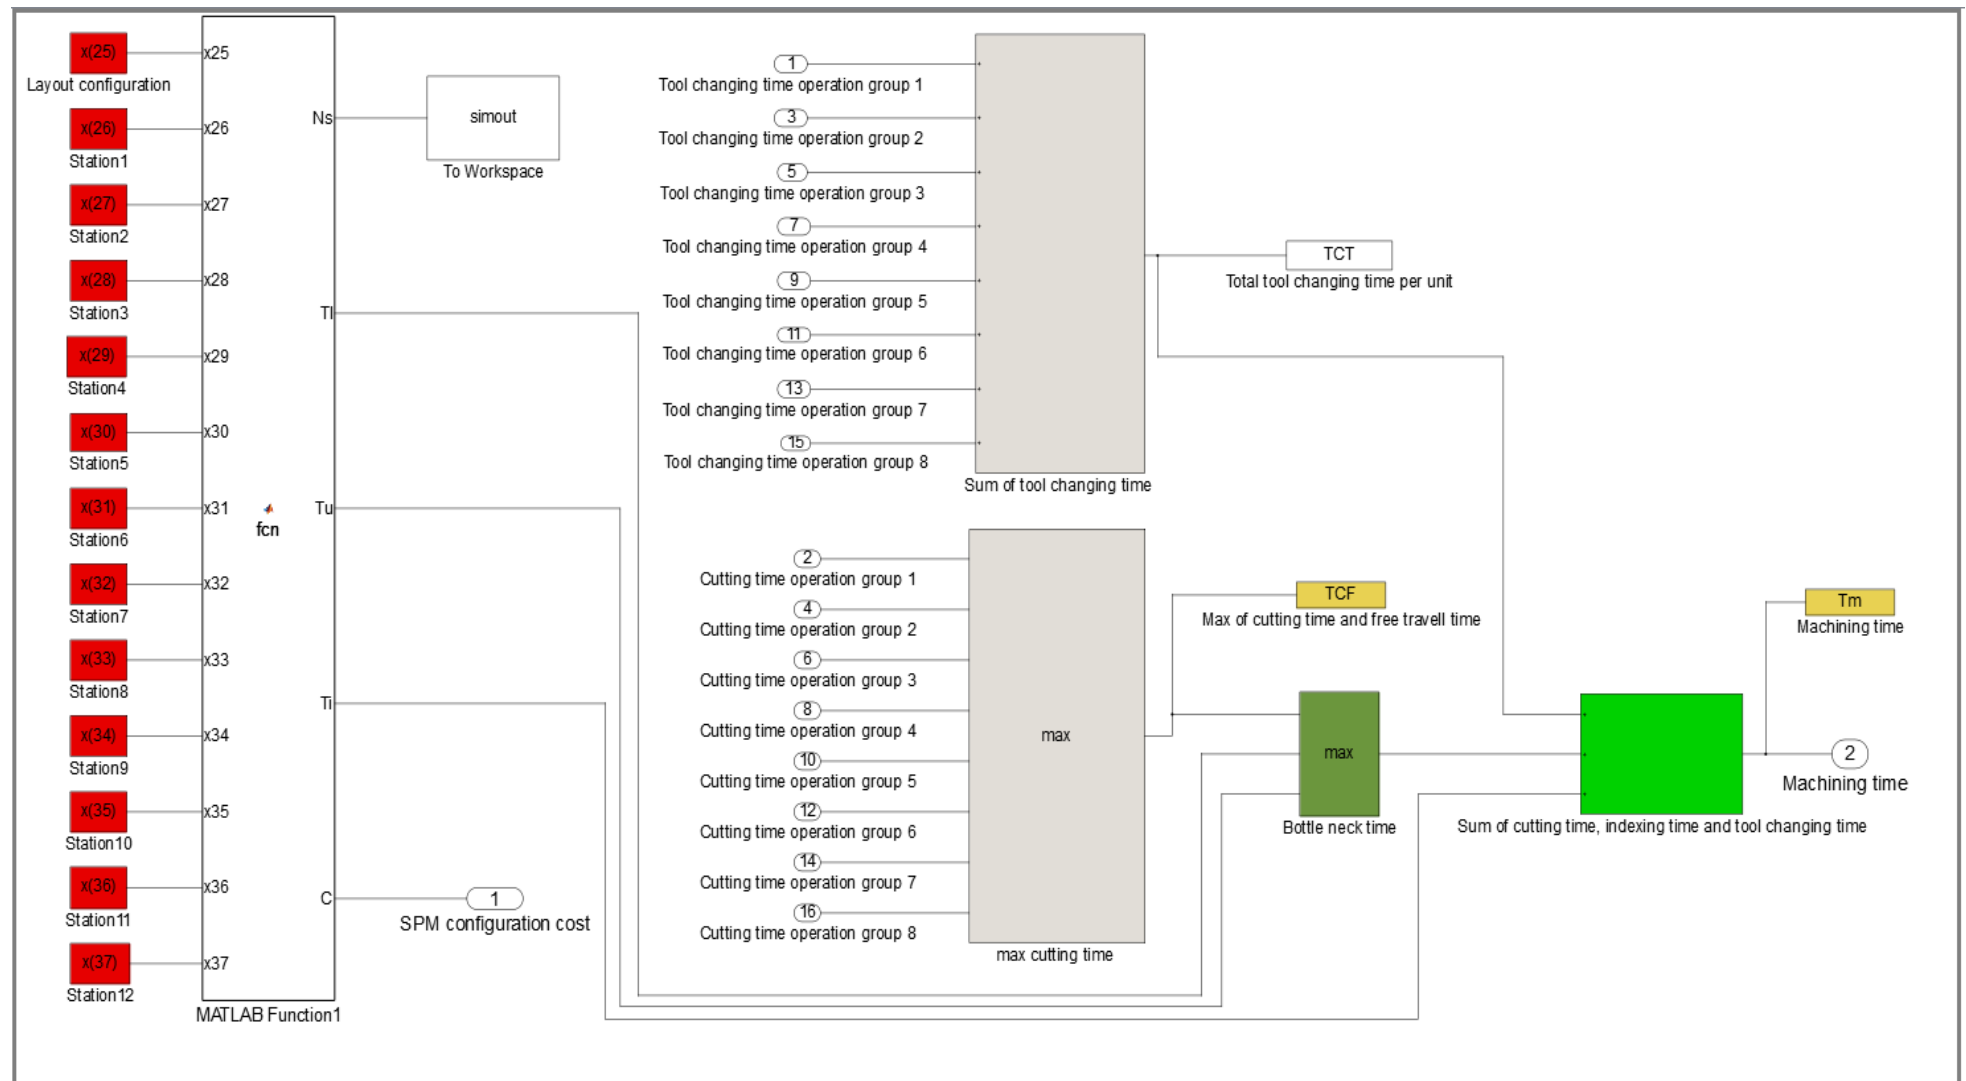 x(25)
Layout configuration
x(26)
Station1
x(27)
Station2
x(28)
Station3
x(29)
Station4
x(30)
Station5
x(31)
Station6
x(32)
Station7
x(33)
Station8
x(34)
Station9
x(35)
Station10
x(36)
Station11
x(37)
Station12
x25
x26
x27
x28
x29
x30
x31
x32
x33
x34
x35
x36
x37
fcn
Ns
Tl
Tu
Ti
C
MATLAB Function1
simout
To Workspace
1
SPM configuration cost
1
Tool changing time operation group 1
3
Tool changing time operation group 2
5
Tool changing time operation group 3
7
Tool changing time operation group 4
9
Tool changing time operation group 5
11
Tool changing time operation group 6
13
Tool changing time operation group 7
15
Tool changing time operation group 8
Sum of tool changing time
2
Cutting time operation group 1
4
Cutting time operation group 2
6
Cutting time operation group 3
8
Cutting time operation group 4
10
Cutting time operation group 5
12
Cutting time operation group 6
14
Cutting time operation group 7
16
Cutting time operation group 8
max
max cutting time
TCT
Total tool changing time per unit
TCF
Max of cutting time and free travell time
max
Bottle neck time
Sum of cutting time, indexing time and tool changing time
Tm
Machining time
2
Machining time